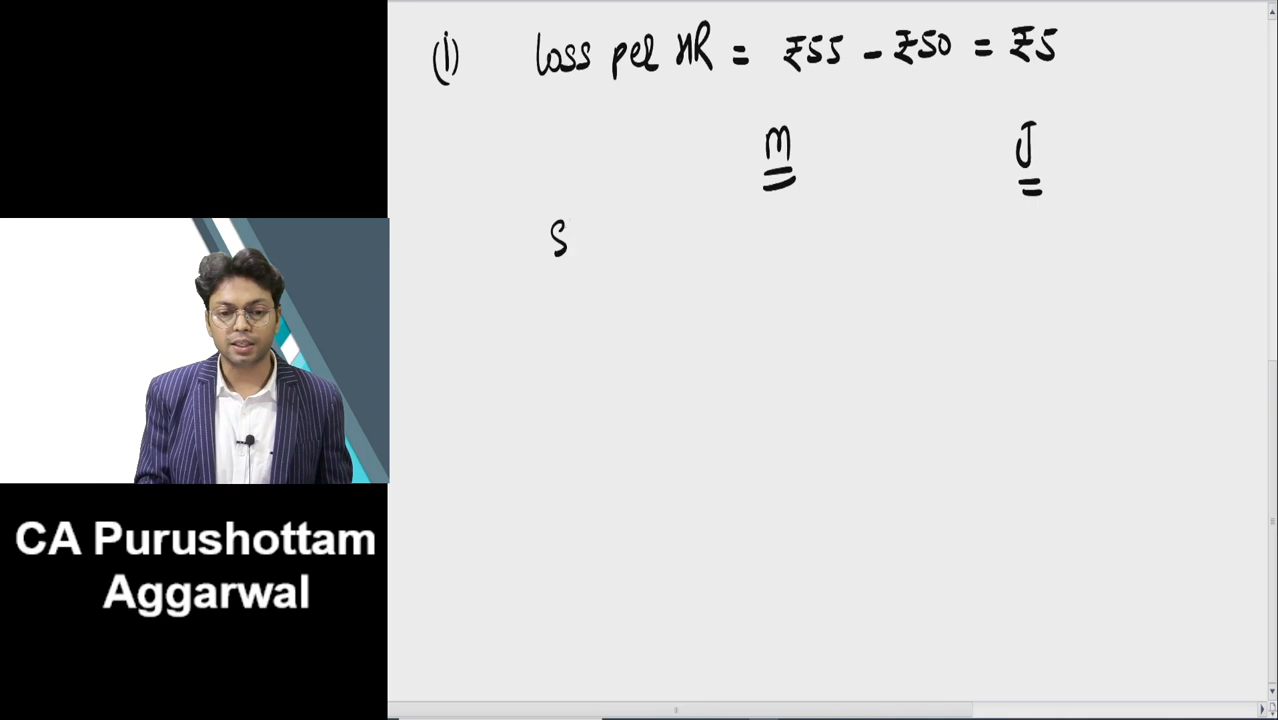 (i) loss per HR = ₹55 - ₹50 = ₹5
M J
S
CA Purushottam
Aggarwal